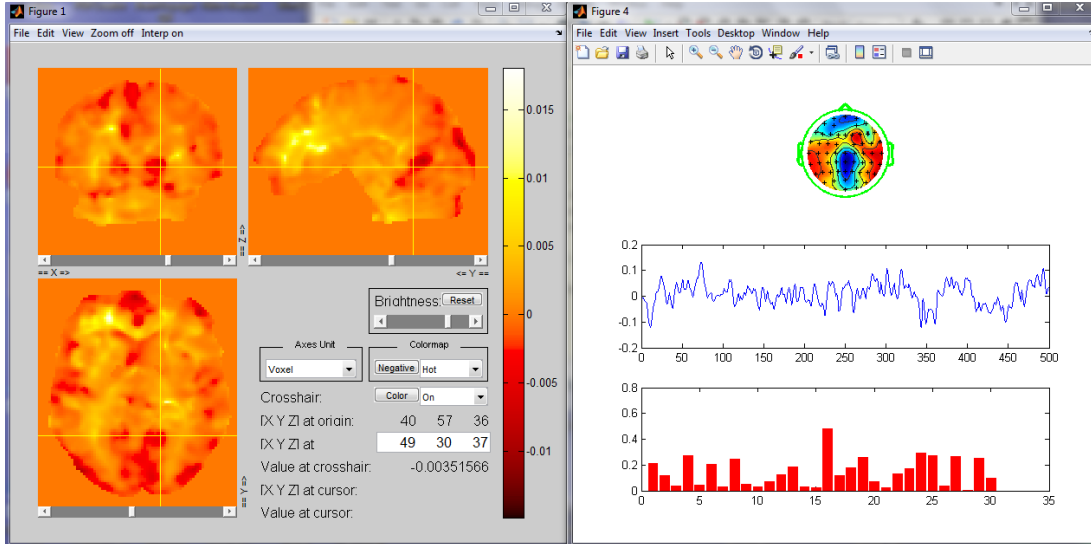 Figure 1
File Edit View Zoom off Interp on
0.015
0.01
0.005
0
-0.005
-0.01
== X =>
<= Z ==
<= Y ==
<= Y ==
Brightness: Reset
Axes Unit
Voxel
Colormap
Negative Hot
Crosshair: Color On
[X Y Z] at origin: 40 57 36
[X Y Z] at 49 30 37
Value at crosshair: -0.00351566
[X Y Z] at cursor:
Value at cursor:
Figure 4
File Edit View Insert Tools Desktop Window Help
0.2
0.1
0
-0.1
-0.2
0 50 100 150 200 250 300 350 400 450 500
0.8
0.6
0.4
0.2
0
0 5 10 15 20 25 30 35